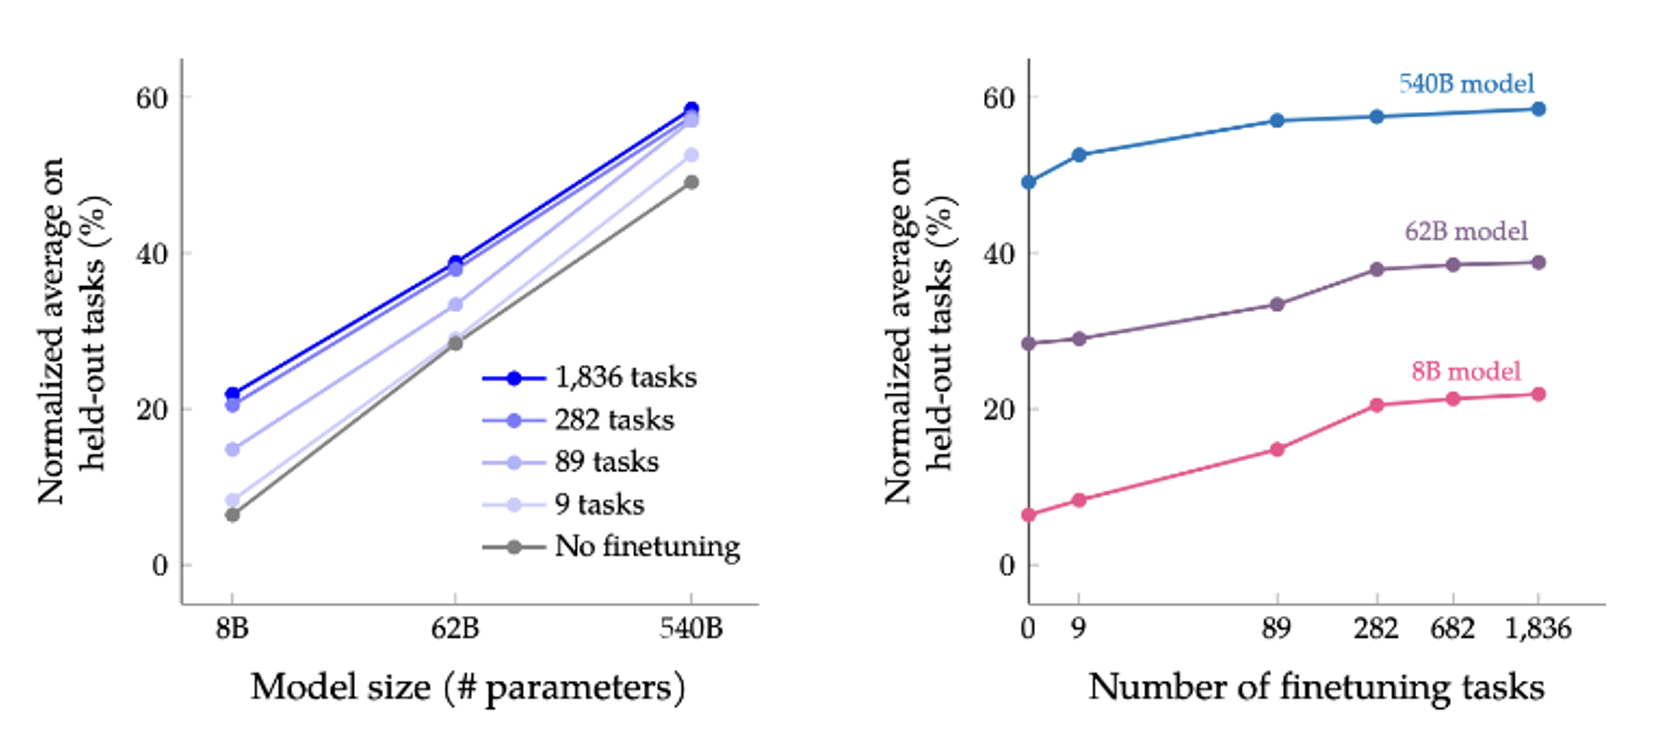 60
40
20
0
Normalized average on
held-out tasks (%)
1,836 tasks
282 tasks
89 tasks
9 tasks
No finetuning
8B 62B 540B
Model size (# parameters)
60
40
20
0
Normalized average on
held-out tasks (%)
540B model
62B model
8B model
0 9 89 282 682 1,836
Number of finetuning tasks